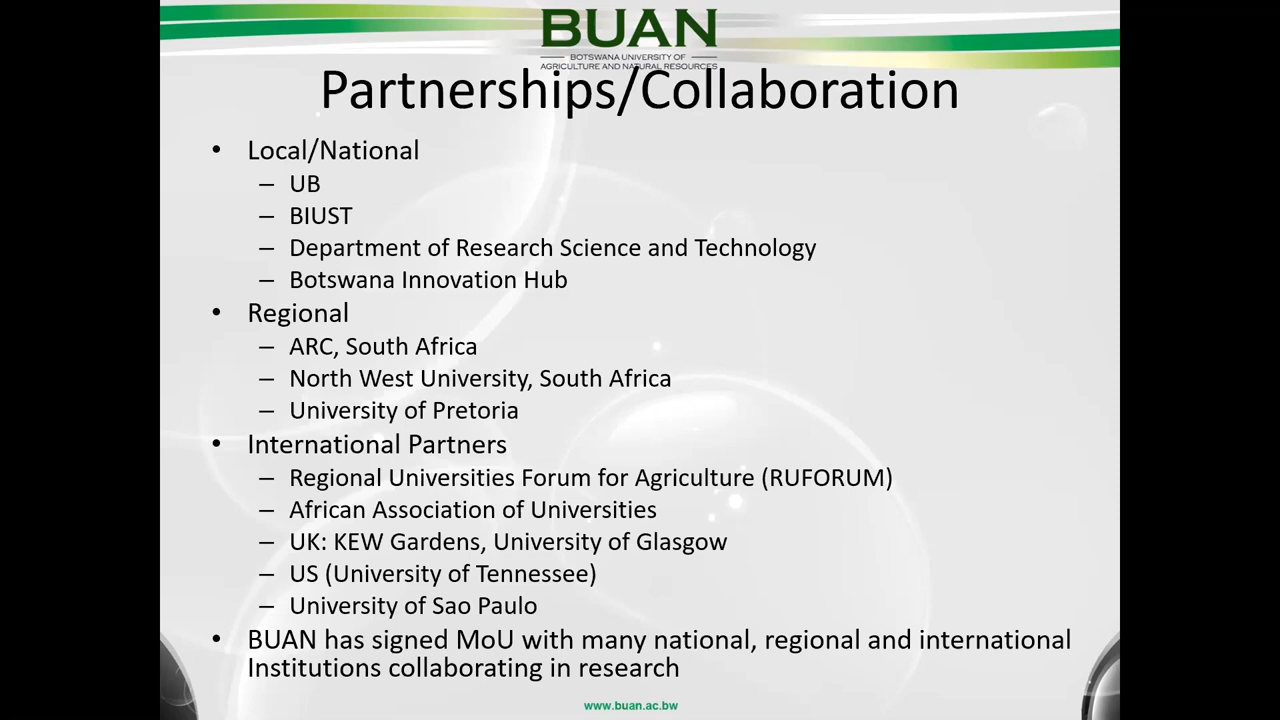 BUAN
BOTSWANA UNIVERSITY OF
AGRICULTURE AND NATURAL RESOURCES
Partnerships/Collaboration
• Local/National
– UB
– BIUST
– Department of Research Science and Technology
– Botswana Innovation Hub
• Regional
– ARC, South Africa
– North West University, South Africa
– University of Pretoria
• International Partners
– Regional Universities Forum for Agriculture (RUFORUM)
– African Association of Universities
– UK: KEW Gardens, University of Glasgow
– US (University of Tennessee)
– University of Sao Paulo
• BUAN has signed MoU with many national, regional and international
Institutions collaborating in research
www.buan.ac.bw